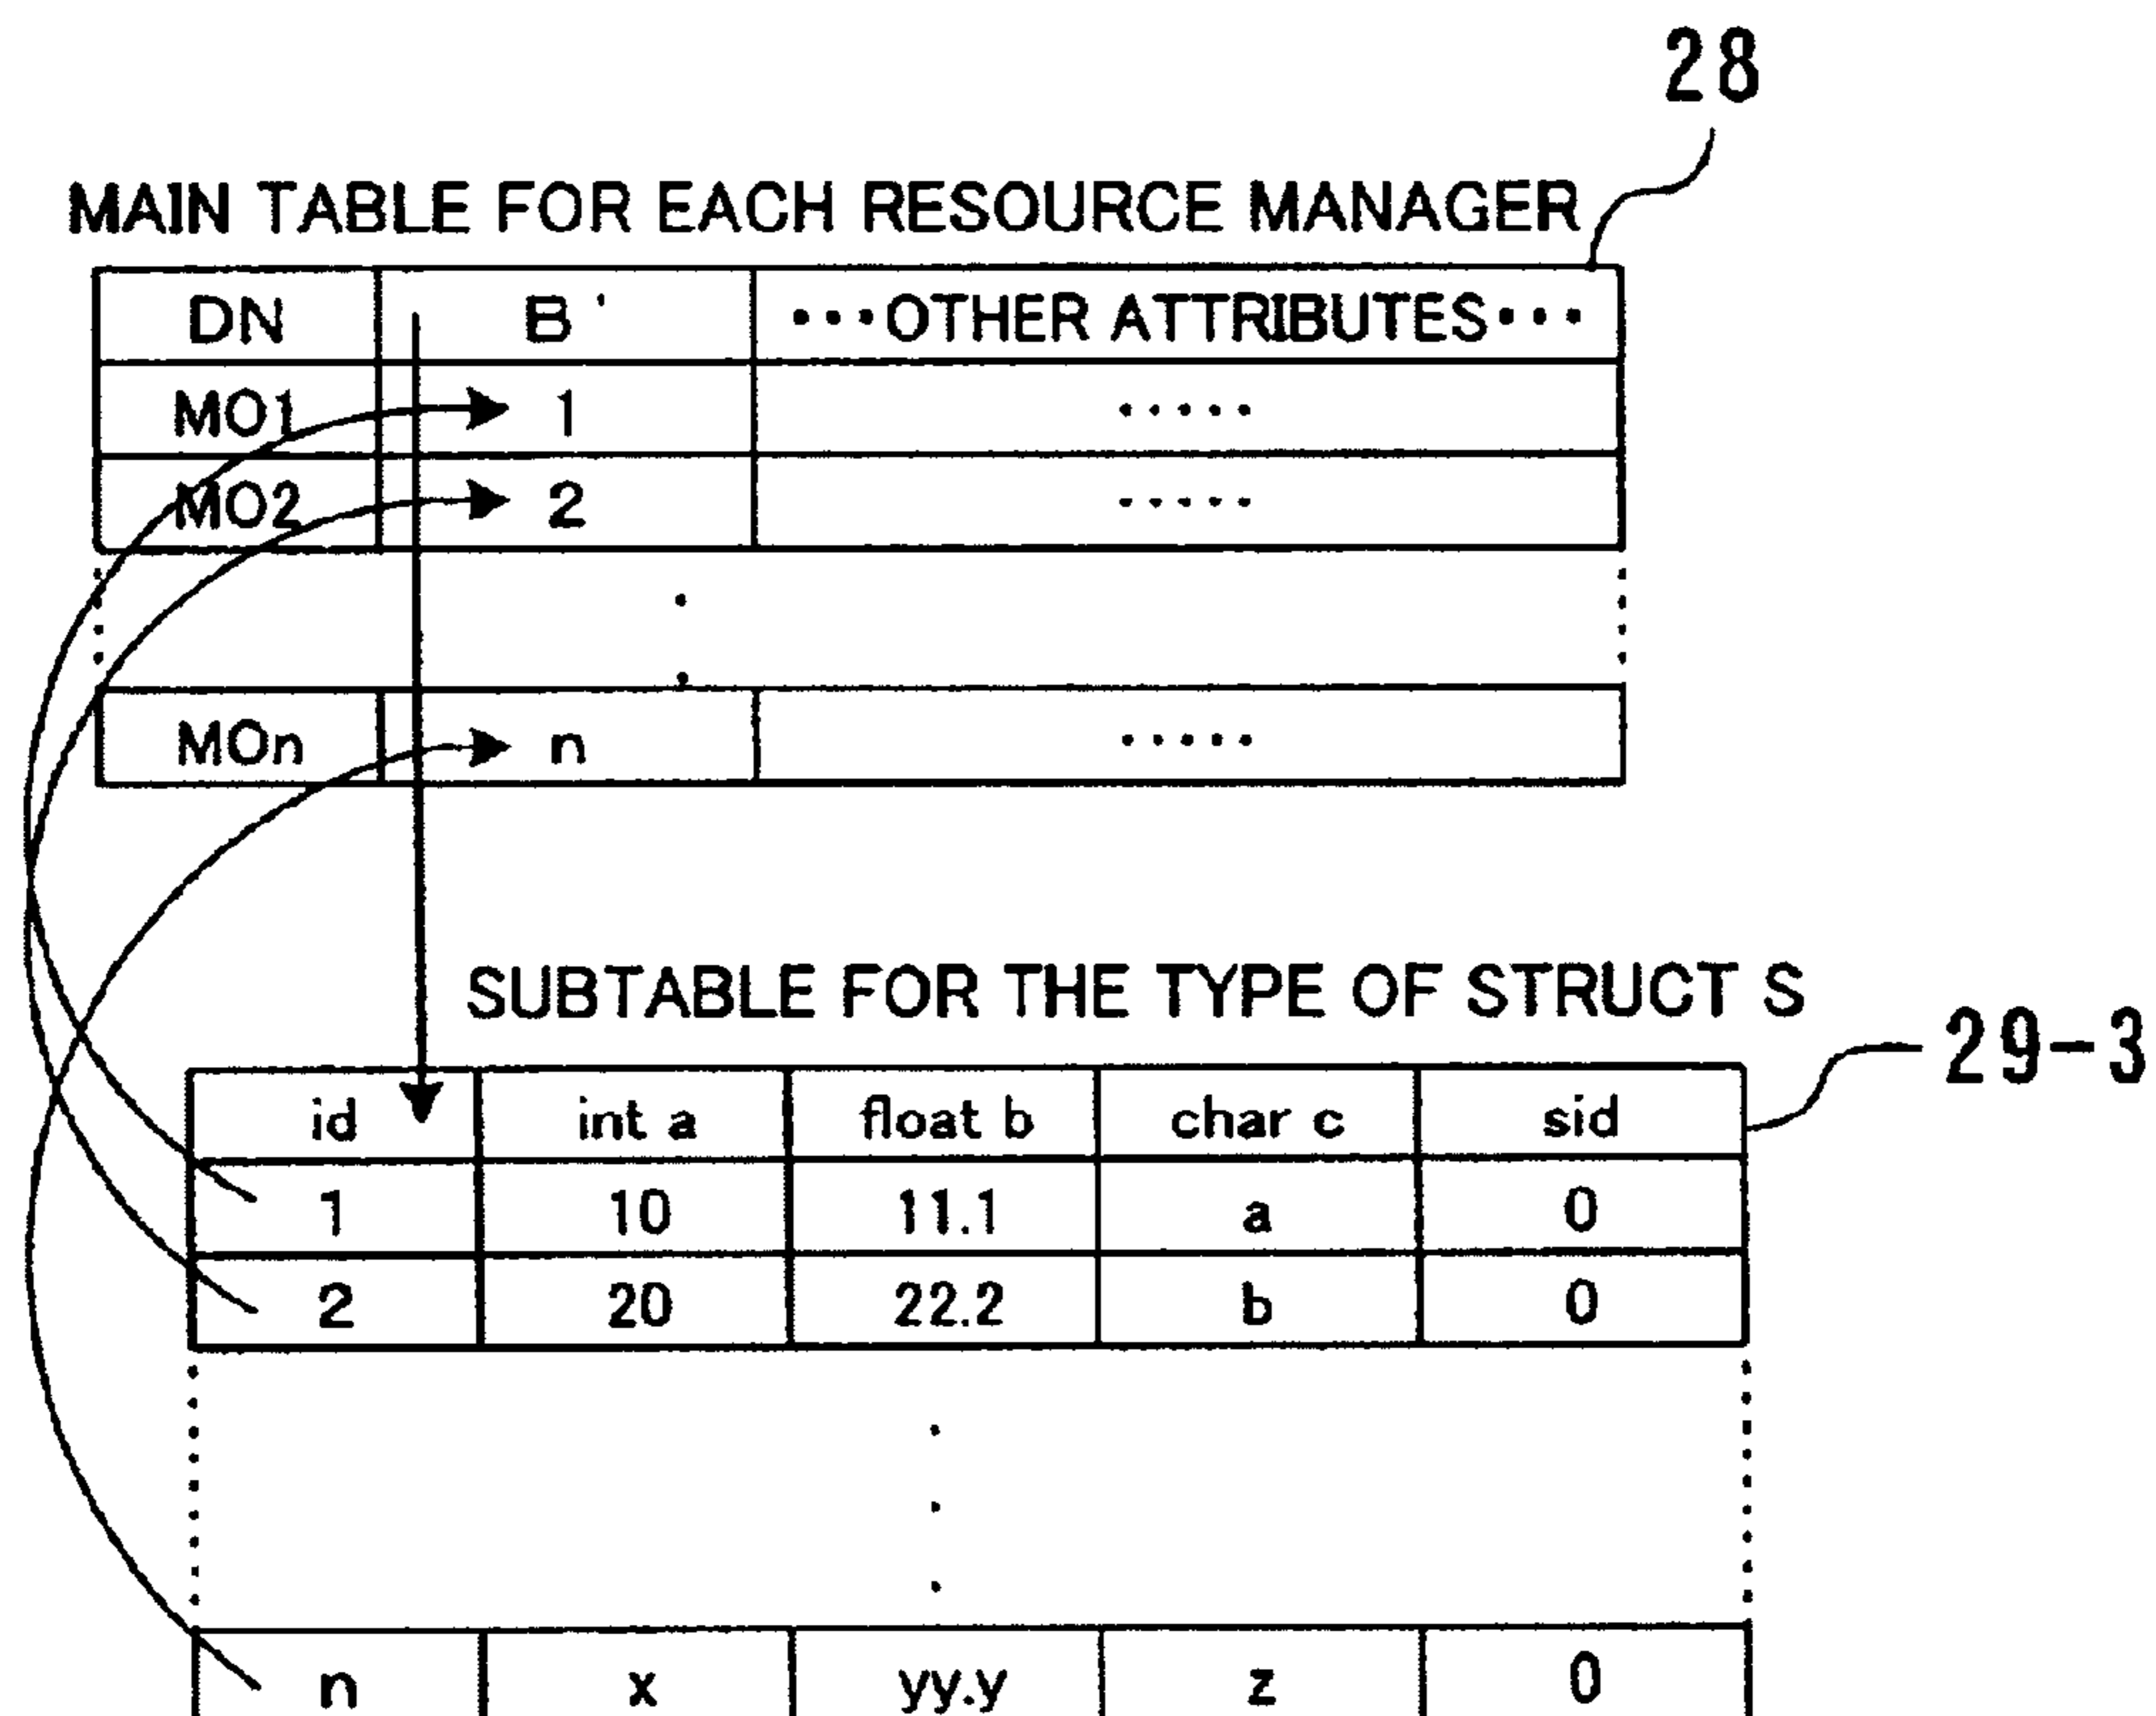 28
MAIN TABLE FOR EACH RESOURCE MANAGER
DN B' ···OTHER ATTRIBUTES···
MO1 1 ·····
MO2 2 ·····
MOn n ·····
SUBTABLE FOR THE TYPE OF STRUCT S
29-3
id int a float b char c sid
1 10 11.1 a 0
2 20 22.2 b 0
n x yy.y z 0